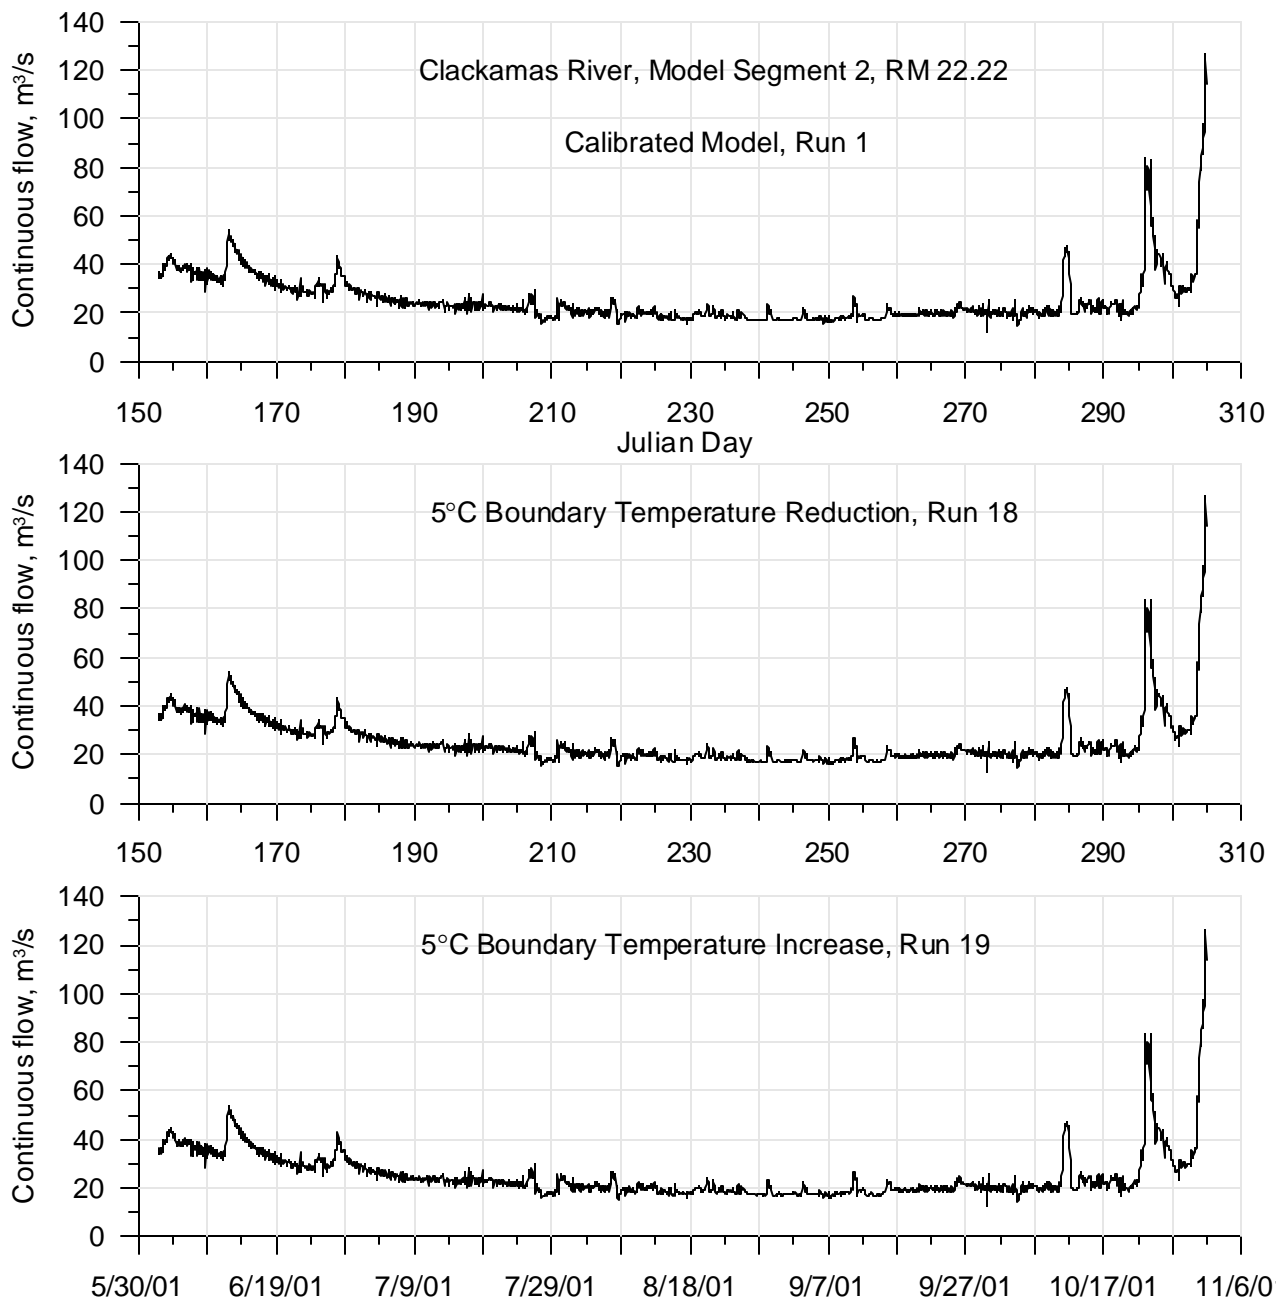 140
120
100
80
60
40
20
0
Continuous flow, m³/s
Clackamas River, Model Segment 2, RM 22.22
Calibrated Model, Run 1
150 170 190 210 230 250 270 290 310
Julian Day
140
120
100
80
60
40
20
0
Continuous flow, m³/s
5°C Boundary Temperature Reduction, Run 18
150 170 190 210 230 250 270 290 310
140
120
100
80
60
40
20
0
Continuous flow, m³/s
5°C Boundary Temperature Increase, Run 19
5/30/01 6/19/01 7/9/01 7/29/01 8/18/01 9/7/01 9/27/01 10/17/01 11/6/0